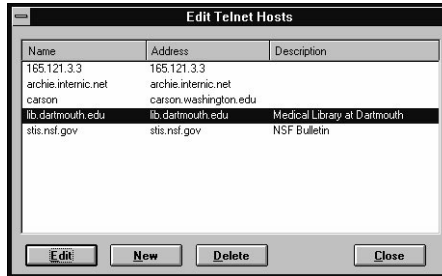 Edit Telnet Hosts
Name Address Description
165.121.3.3 165.121.3.3
archie.internic.net archie.internic.net
carson carson.washington.edu
lib.dartmouth.edu lib.dartmouth.edu Medical Library at Dartmouth
stis.nsf.gov stis.nsf.gov NSF Bulletin
Edit New Delete Close